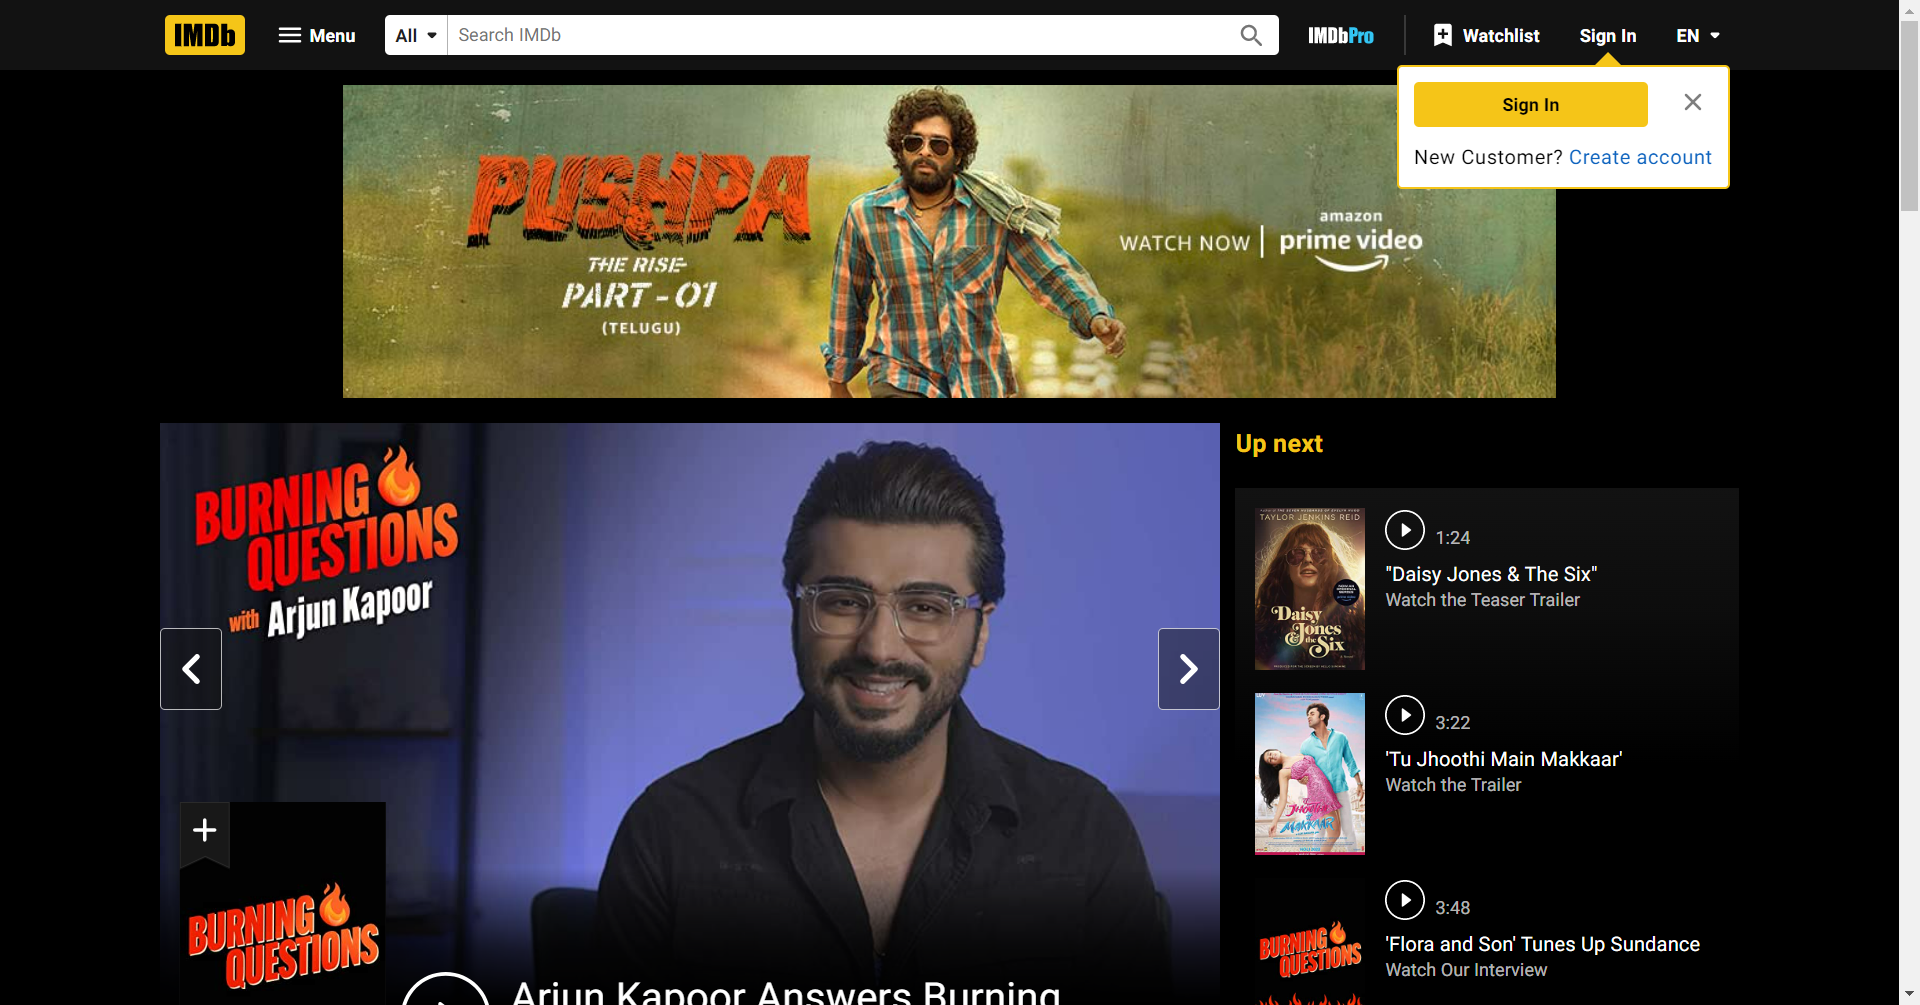 IMDb
Menu
All
Search IMDb
IMDbPro
Watchlist
Sign In
EN
Sign In
New Customer? Create account
PUSHPA
THE RISE
PART - 01
(TELUGU)
WATCH NOW
amazon
prime video
BURNING
QUESTIONS
with Arjun Kapoor
BURNING
QUESTIONS
Arjun Kapoor Answers Burning
Up next
TAYLOR JENKINS REID
Daisy
Jones
& the
Six
1:24
"Daisy Jones & The Six"
Watch the Teaser Trailer
JHOOTHI
MAKKAAR
3:22
'Tu Jhoothi Main Makkaar'
Watch the Trailer
BURNING
QUESTIONS
3:48
'Flora and Son' Tunes Up Sundance
Watch Our Interview